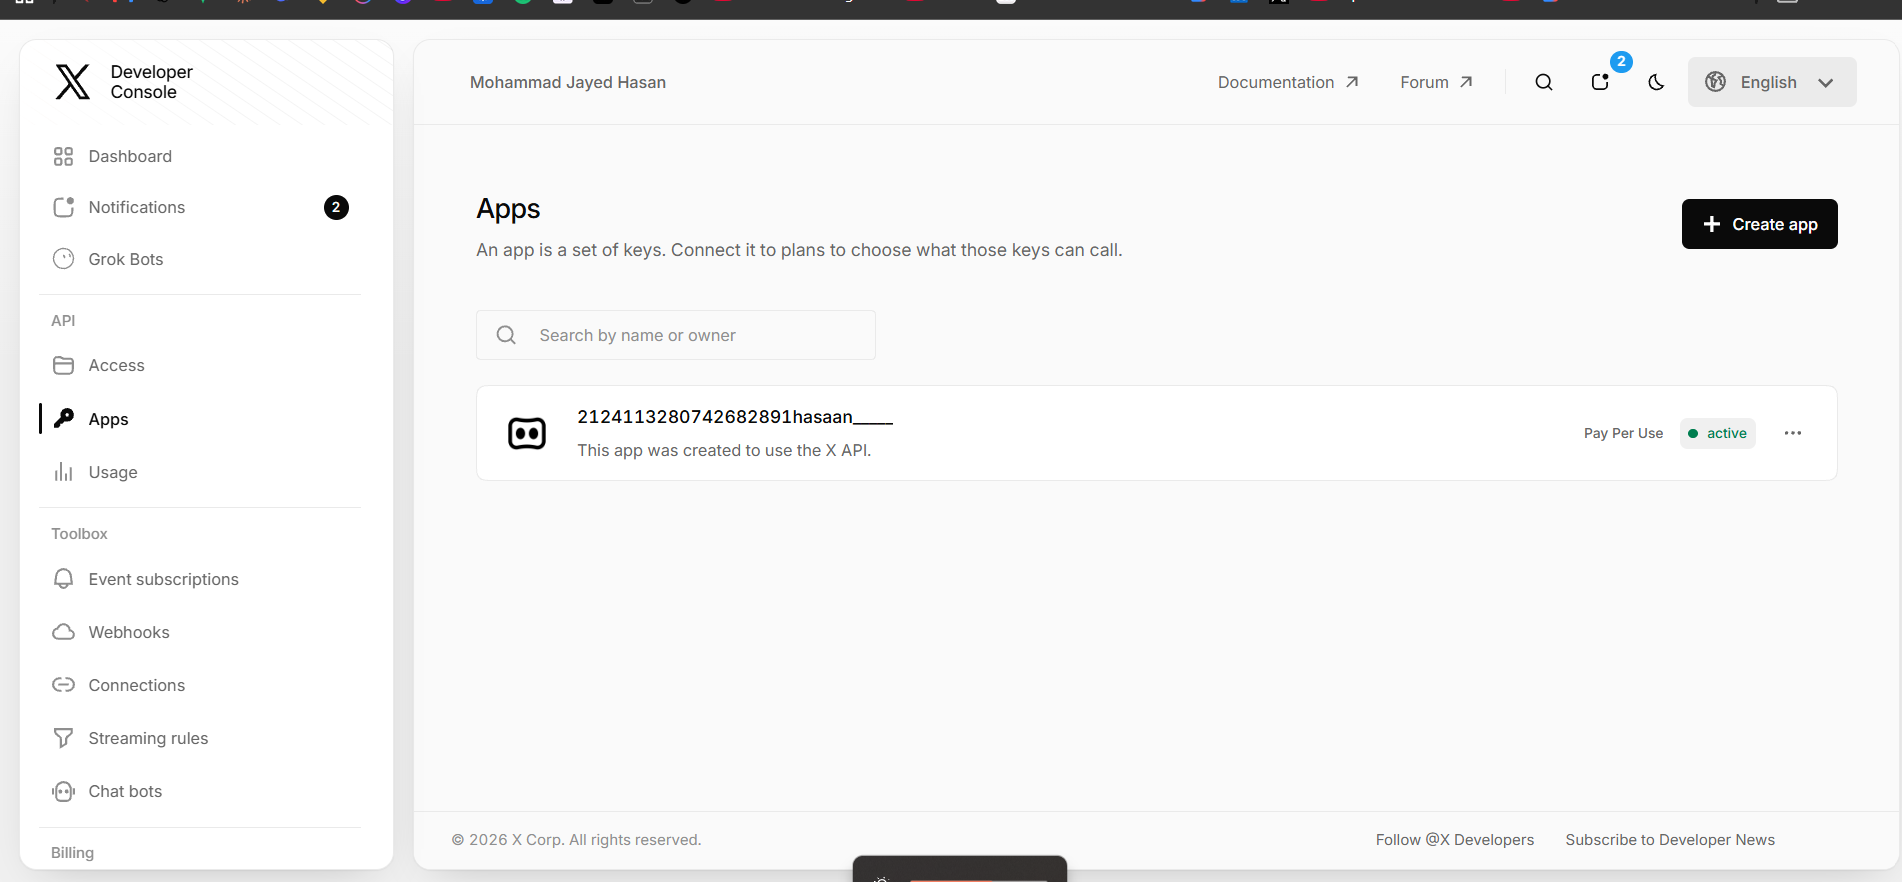 Developer
Console
Dashboard
Notifications
2
Grok Bots
API
Access
Apps
Usage
Toolbox
Event subscriptions
Webhooks
Connections
Streaming rules
Chat bots
Billing
Mohammad Jayed Hasan
Documentation
Forum
2
English
Apps
An app is a set of keys. Connect it to plans to choose what those keys can call.
Create app
Search by name or owner
2124113280742682891hasaan_____
This app was created to use the X API.
Pay Per Use
active
© 2026 X Corp. All rights reserved.
Follow @X Developers
Subscribe to Developer News